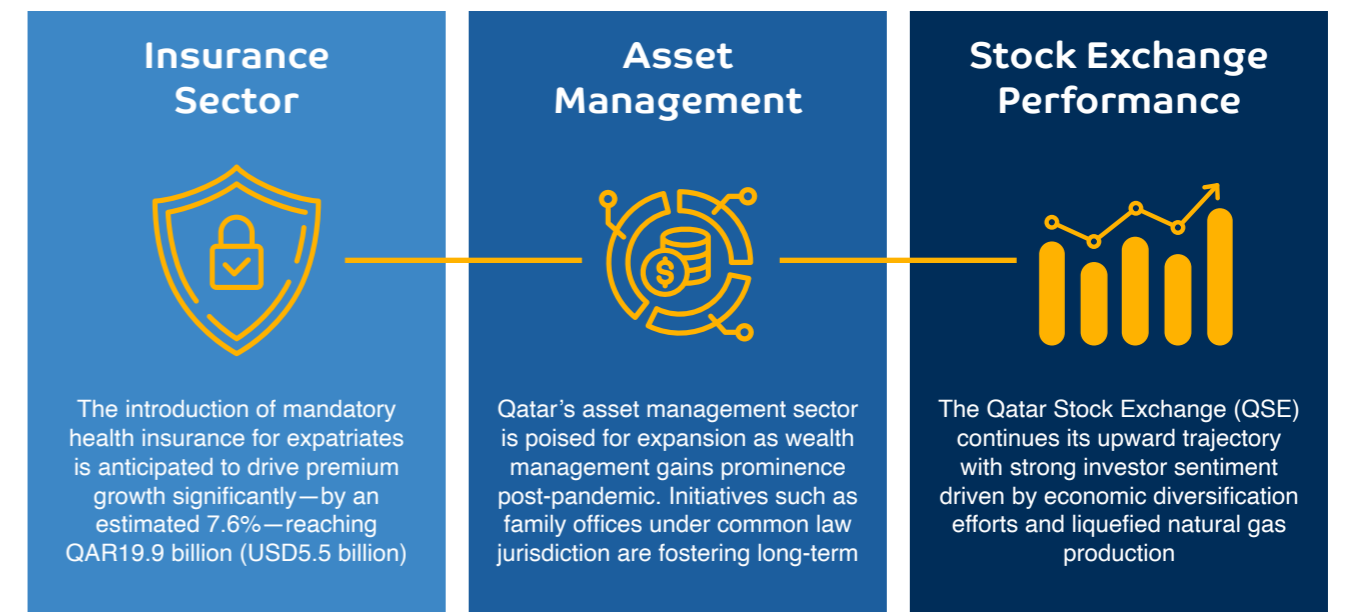 Insurance
Sector
The introduction of mandatory
health insurance for expatriates
is anticipated to drive premium
growth significantly—by an
estimated 7.6%—reaching
QAR19.9 billion (USD5.5 billion)
Asset
Management
$
Qatar’s asset management sector
is poised for expansion as wealth
management gains prominence
post-pandemic. Initiatives such as
family offices under common law
jurisdiction are fostering long-term
Stock Exchange
Performance
The Qatar Stock Exchange (QSE)
continues its upward trajectory
with strong investor sentiment
driven by economic diversification
efforts and liquefied natural gas
production